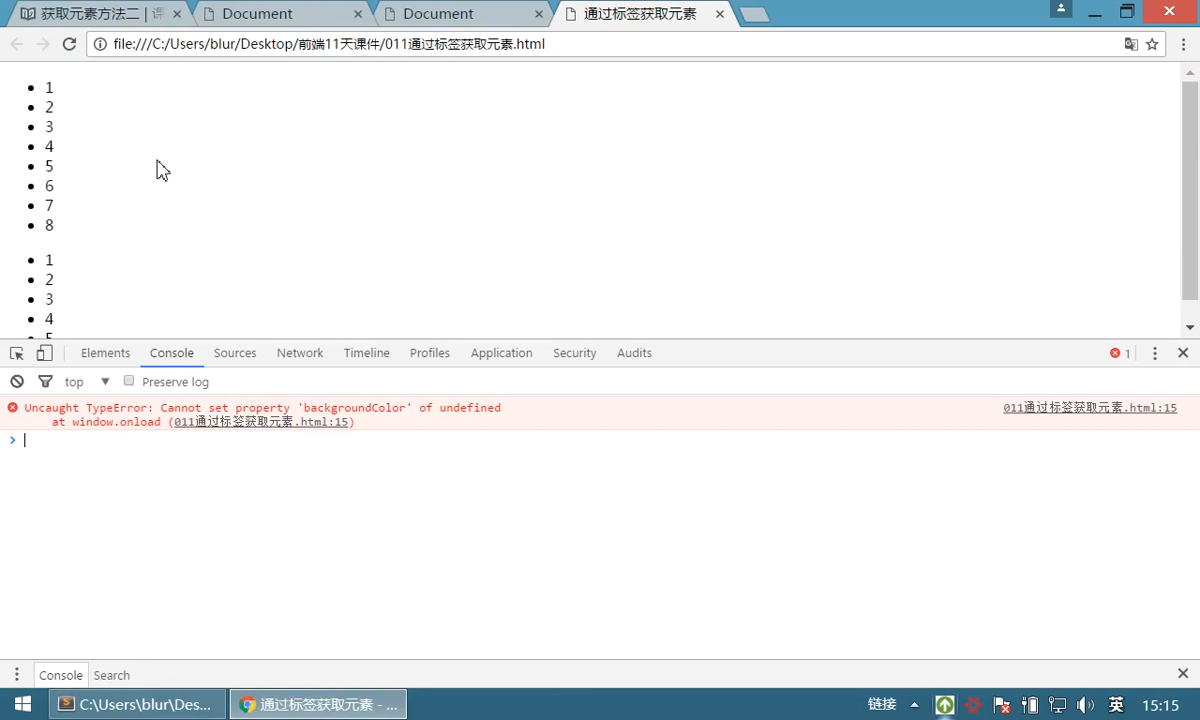 获取元素方法二 | 课
Document
Document
通过标签获取元素
file:///C:/Users/blur/Desktop/前端11天课件/011通过标签获取元素.html
1
2
3
4
5
6
7
8
1
2
3
4
5
Elements Console Sources Network Timeline Profiles Application Security Audits 1
top Preserve log
Uncaught TypeError: Cannot set property 'backgroundColor' of undefined 011通过标签获取元素.html:15
at window.onload (011通过标签获取元素.html:15)
Console Search
C:\Users\blur\Des... 通过标签获取元素 - ... 链接 英 15:15